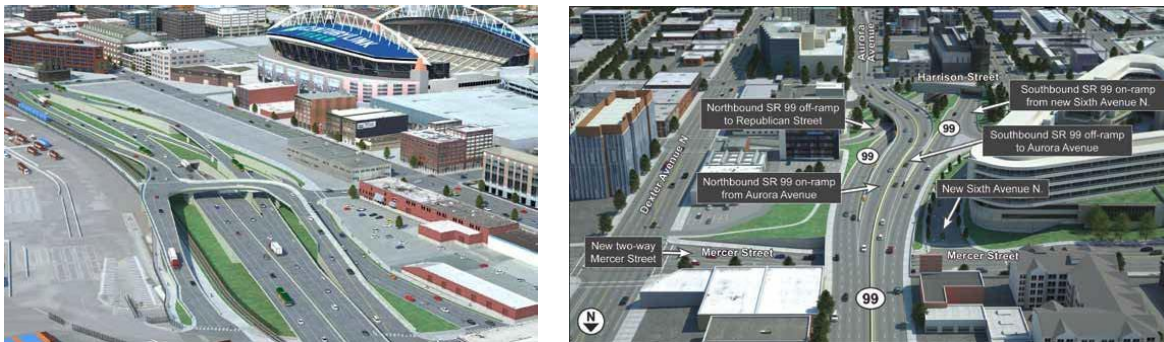 Aurora
Avenue
Harrison Street
Southbound SR 99 on-ramp
from new Sixth Avenue N.
Northbound SR 99 off-ramp
to Republican Street
99
99
Southbound SR 99 off-ramp
to Aurora Avenue
Dexter Avenue N
Northbound SR 99 on-ramp
from Aurora Avenue
New Sixth Avenue N.
New two-way
Mercer Street
Mercer Street
Mercer Street
99
N